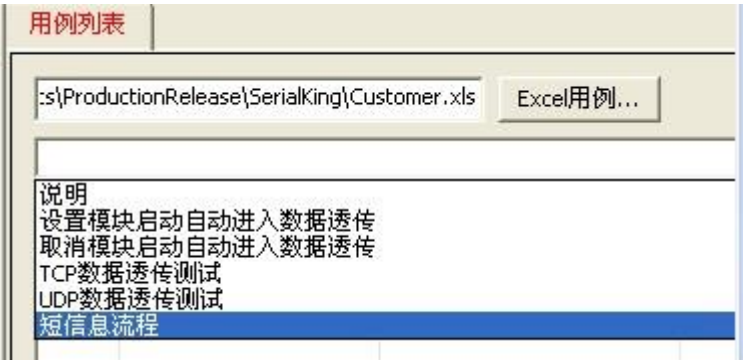 用例列表
:s\ProductionRelease\SerialKing\Customer.xls Excel用例...
说明
设置模块启动自动进入数据透传
取消模块启动自动进入数据透传
TCP数据透传测试
UDP数据透传测试
短信息流程